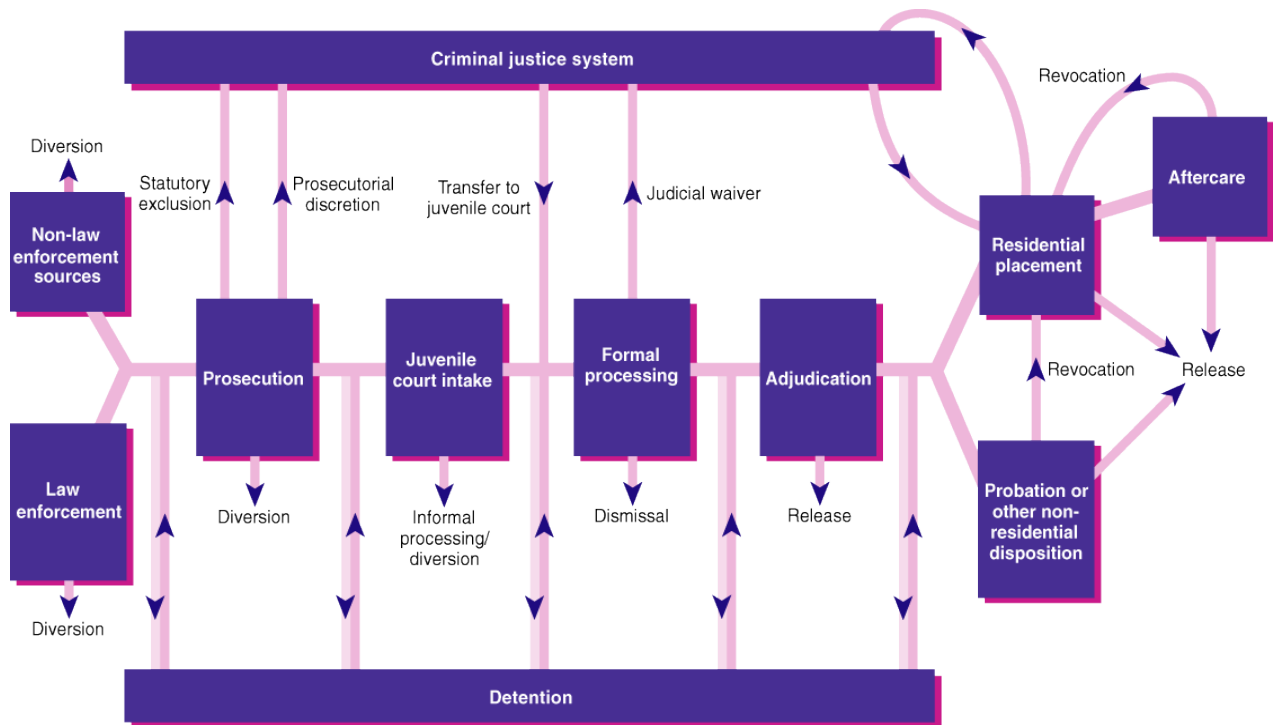 Criminal justice system
Revocation
Diversion
Aftercare
Statutory
exclusion
Prosecutorial
discretion
Transfer to
juvenile court
Judicial waiver
Non-law
enforcement
sources
Residential
placement
Prosecution
Juvenile
court intake
Formal
processing
Adjudication
Revocation
Release
Law
enforcement
Diversion
Informal
processing/
diversion
Dismissal
Release
Probation or
other non-
residential
disposition
Diversion
Detention